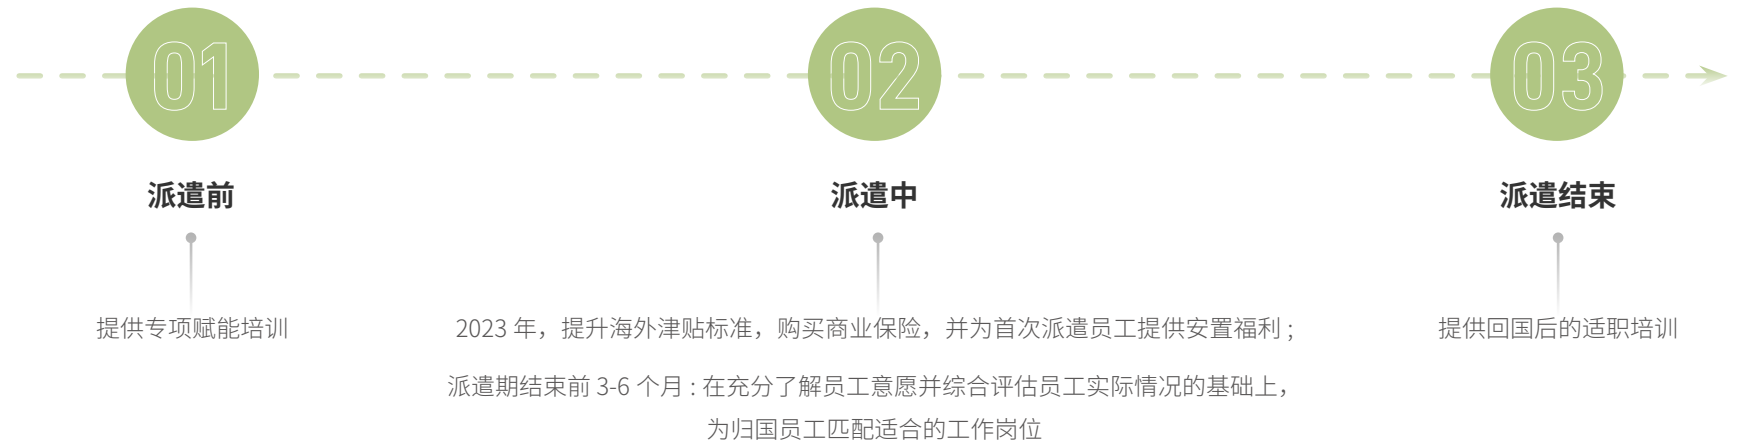 01
02
03
派遣前
派遣中
派遣结束
提供专项赋能培训
2023 年，提升海外津贴标准，购买商业保险，并为首次派遣员工提供安置福利 ;
派遣期结束前 3-6 个月 : 在充分了解员工意愿并综合评估员工实际情况的基础上，
为归国员工匹配适合的工作岗位
提供回国后的适职培训